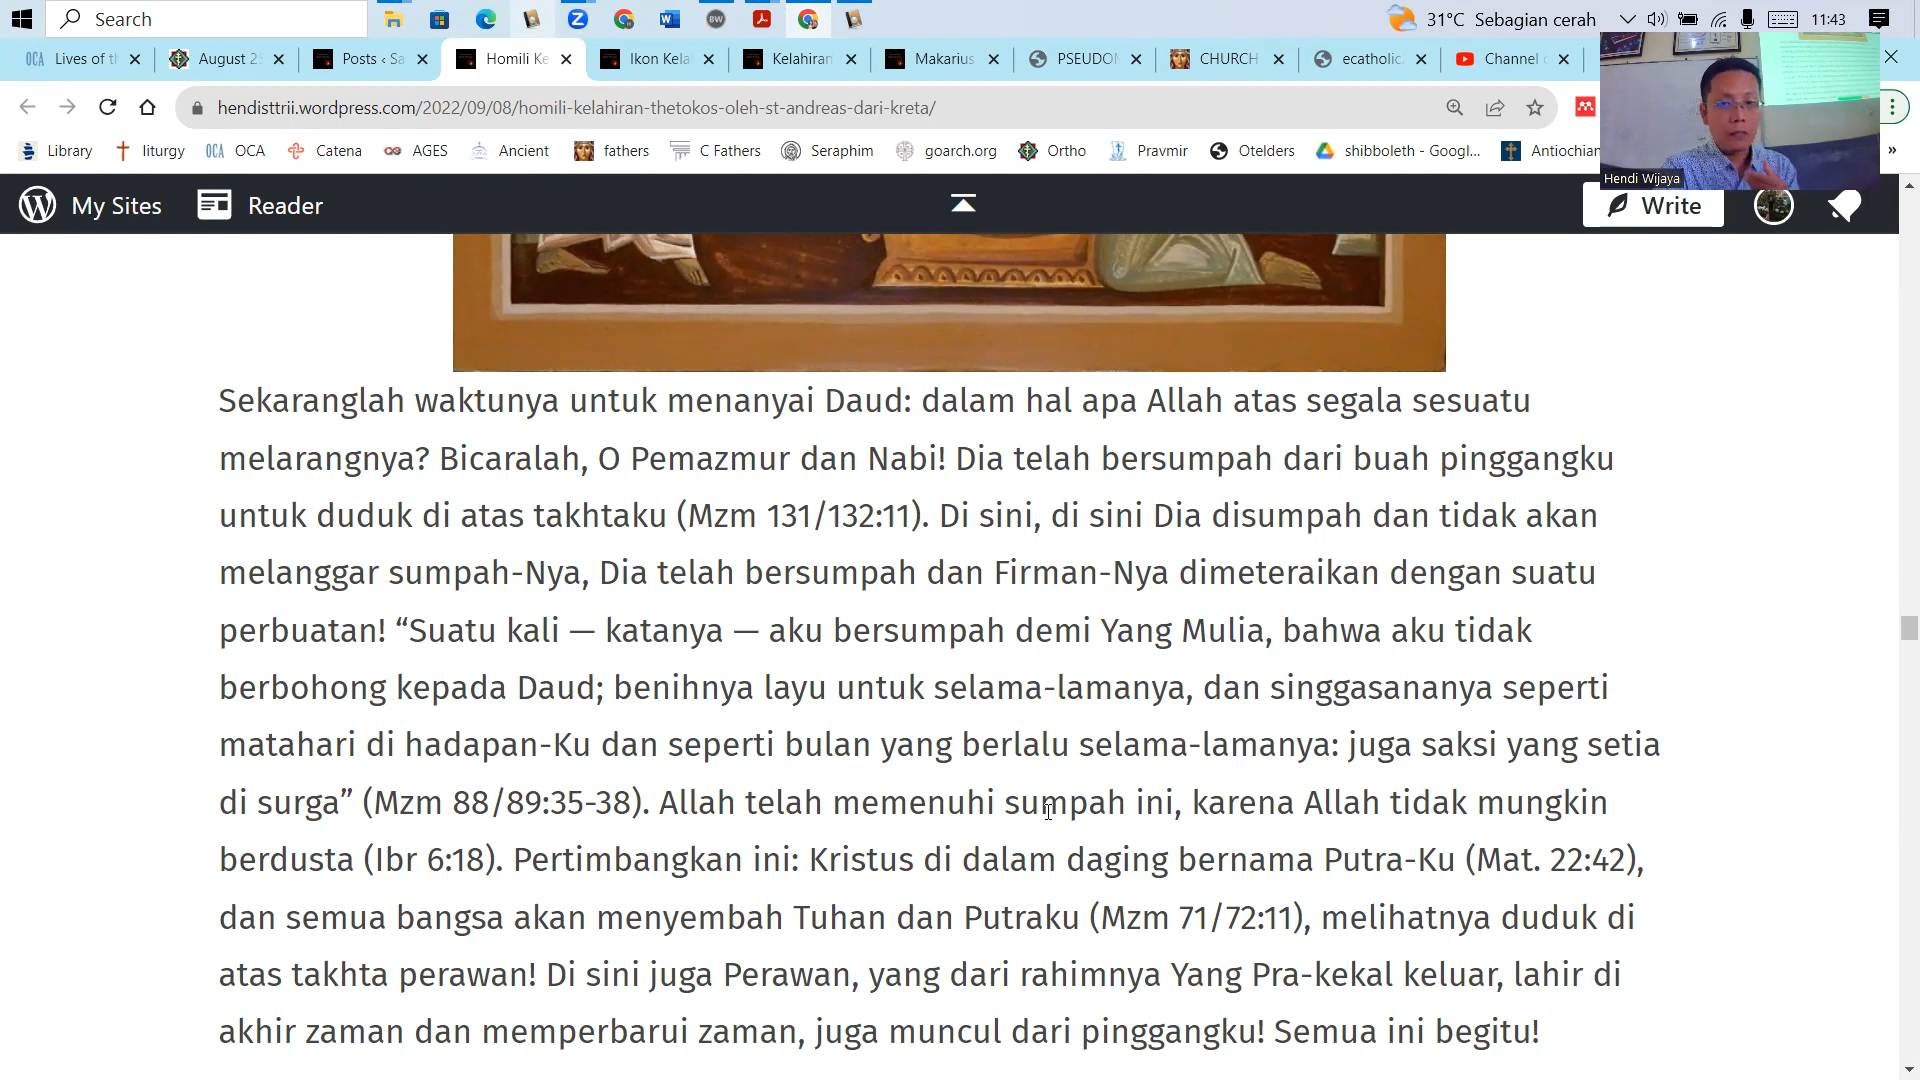 Search
31°C Sebagian cerah
11:43
OCA Lives of t
August 2
Posts ‹ Sa
Homili Ke
Ikon Kela
Kelahiran
Makarius
PSEUDO
CHURCH
ecatholic.
Channel
hendisttrii.wordpress.com/2022/09/08/homili-kelahiran-thetokos-oleh-st-andreas-dari-kreta/
Library
liturgy
OCA OCA
Catena
AGES
Ancient
fathers
C Fathers
Seraphim
goarch.org
Ortho
Pravmir
Otelders
shibboleth - Googl...
Antiochian
»
Hendi Wijaya
My Sites
Reader
Write
Sekaranglah waktunya untuk menanyai Daud: dalam hal apa Allah atas segala sesuatu
melarangnya? Bicaralah, O Pemazmur dan Nabi! Dia telah bersumpah dari buah pinggangku
untuk duduk di atas takhtaku (Mzm 131/132:11). Di sini, di sini Dia disumpah dan tidak akan
melanggar sumpah-Nya, Dia telah bersumpah dan Firman-Nya dimeteraikan dengan suatu
perbuatan! “Suatu kali — katanya — aku bersumpah demi Yang Mulia, bahwa aku tidak
berbohong kepada Daud; benihnya layu untuk selama-lamanya, dan singgasananya seperti
matahari di hadapan-Ku dan seperti bulan yang berlalu selama-lamanya: juga saksi yang setia
di surga” (Mzm 88/89:35-38). Allah telah memenuhi sumpah ini, karena Allah tidak mungkin
berdusta (Ibr 6:18). Pertimbangkan ini: Kristus di dalam daging bernama Putra-Ku (Mat. 22:42),
dan semua bangsa akan menyembah Tuhan dan Putraku (Mzm 71/72:11), melihatnya duduk di
atas takhta perawan! Di sini juga Perawan, yang dari rahimnya Yang Pra-kekal keluar, lahir di
akhir zaman dan memperbarui zaman, juga muncul dari pinggangku! Semua ini begitu!